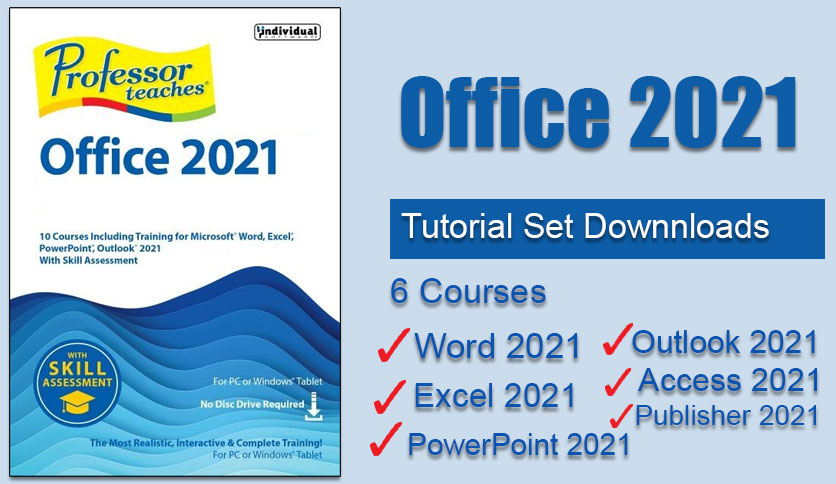 individual
SOFTWARE®
Professor
teaches®
Office 2021
10 Courses Including Training for Microsoft® Word, Excel®,
PowerPoint®, Outlook® 2021
With Skill Assessment
WITH
SKILL
ASSESSMENT
For PC or Windows® Tablet
No Disc Drive Required
The Most Realistic, Interactive & Complete Training!
For PC or Windows® Tablet
Office 2021
Tutorial Set Downnloads
6 Courses
Word 2021
Excel 2021
PowerPoint 2021
Outlook 2021
Access 2021
Publisher 2021